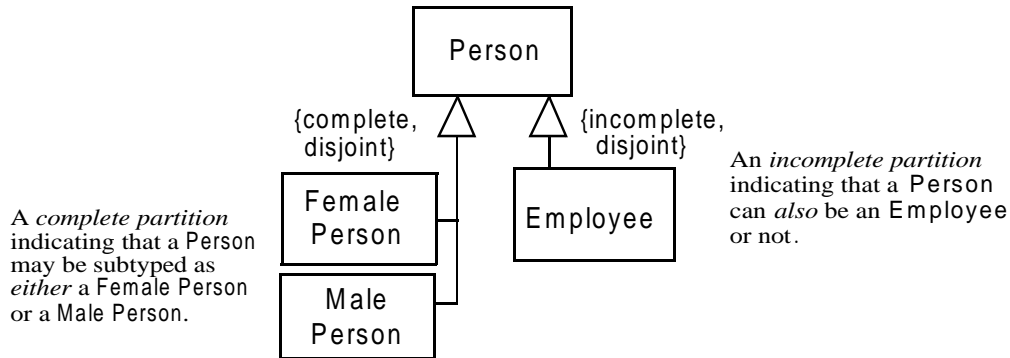 Person
{complete,
disjoint}
{incomplete,
disjoint}
Female
Person
Employee
Male
Person
A complete partition
indicating that a Person
may be subtyped as
either a Female Person
or a Male Person.
An incomplete partition
indicating that a Person
can also be an Employee
or not.